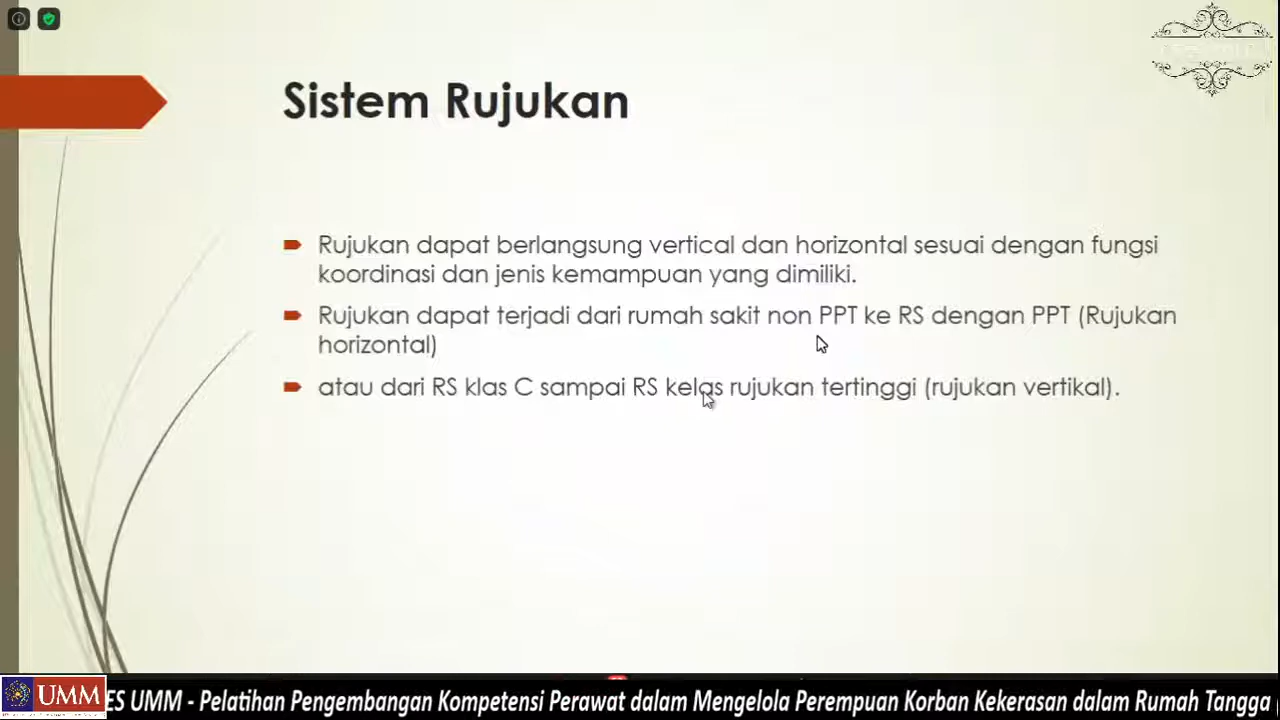 Sistem Rujukan
Rujukan dapat berlangsung vertical dan horizontal sesuai dengan fungsi
koordinasi dan jenis kemampuan yang dimiliki.
Rujukan dapat terjadi dari rumah sakit non PPT ke RS dengan PPT (Rujukan
horizontal)
atau dari RS klas C sampai RS kelas rujukan tertinggi (rujukan vertikal).
UMM
ES UMM - Pelatihan Pengembangan Kompetensi Perawat dalam Mengelola Perempuan Korban Kekerasan dalam Rumah Tangga